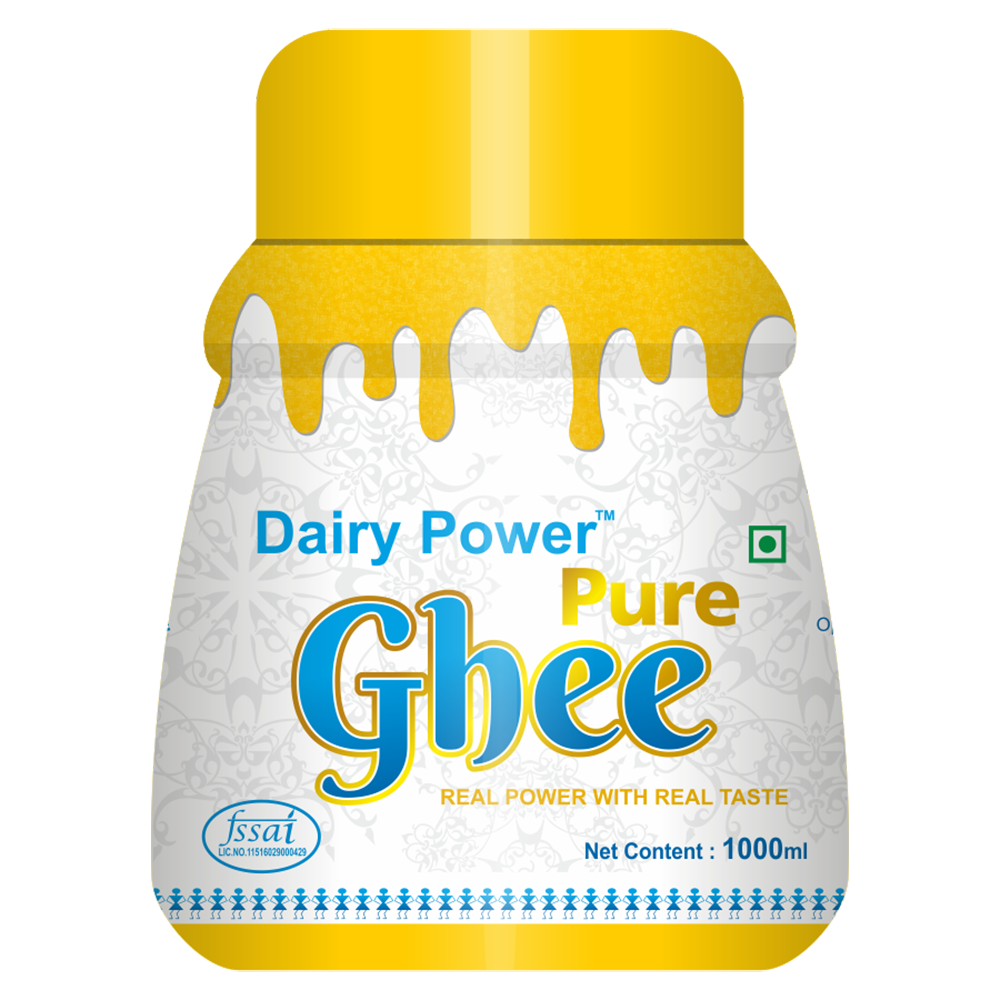 Dairy Power™
Pure
Ghee
REAL POWER WITH REAL TASTE
fssai
LIC.NO.11516029000429
Net Content : 1000ml